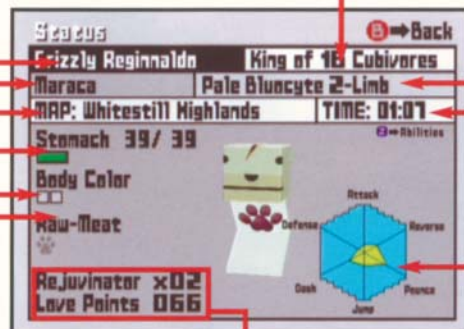 Status
B Back
Grizzly Reginnaldo
King of 16 Cubivores
Maraca
Pale Bluocyte 2-Limb
MAP: Whitestill Highlands
TIME: 01:07
Stomach 39/ 39
Z Abilities
Body Color
Raw-Meat
Attack
Defense
Reverse
Dash
Pounce
Jump
Rejuvinator x02
Love Points 066